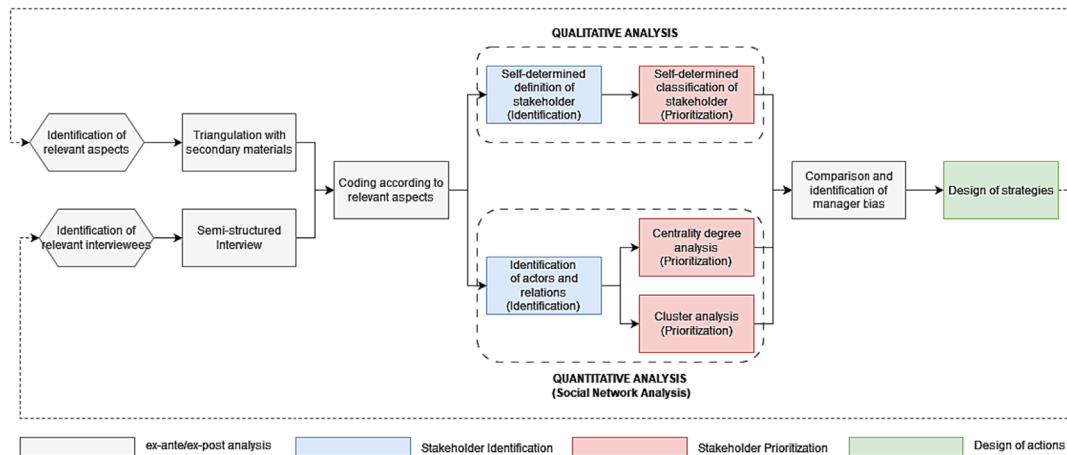 QUALITATIVE ANALYSIS
Self-determined
definition of
stakeholder
(Identification)
Self-determined
classification of
stakeholder
(Prioritization)
Identification of
relevant aspects
Triangulation with
secondary materials
Coding according to
relevant aspects
Comparison and
identification of
manager bias
Design of strategies
Identification of
relevant interviewees
Semi-structured
Interview
Centrality degree
analysis
(Prioritization)
Identification
of actors and
relations
(Identification)
Cluster analysis
(Prioritization)
QUANTITATIVE ANALYSIS
(Social Network Analysis)
ex-ante/ex-post analysis
Stakeholder Identification
Stakeholder Prioritization
Design of actions